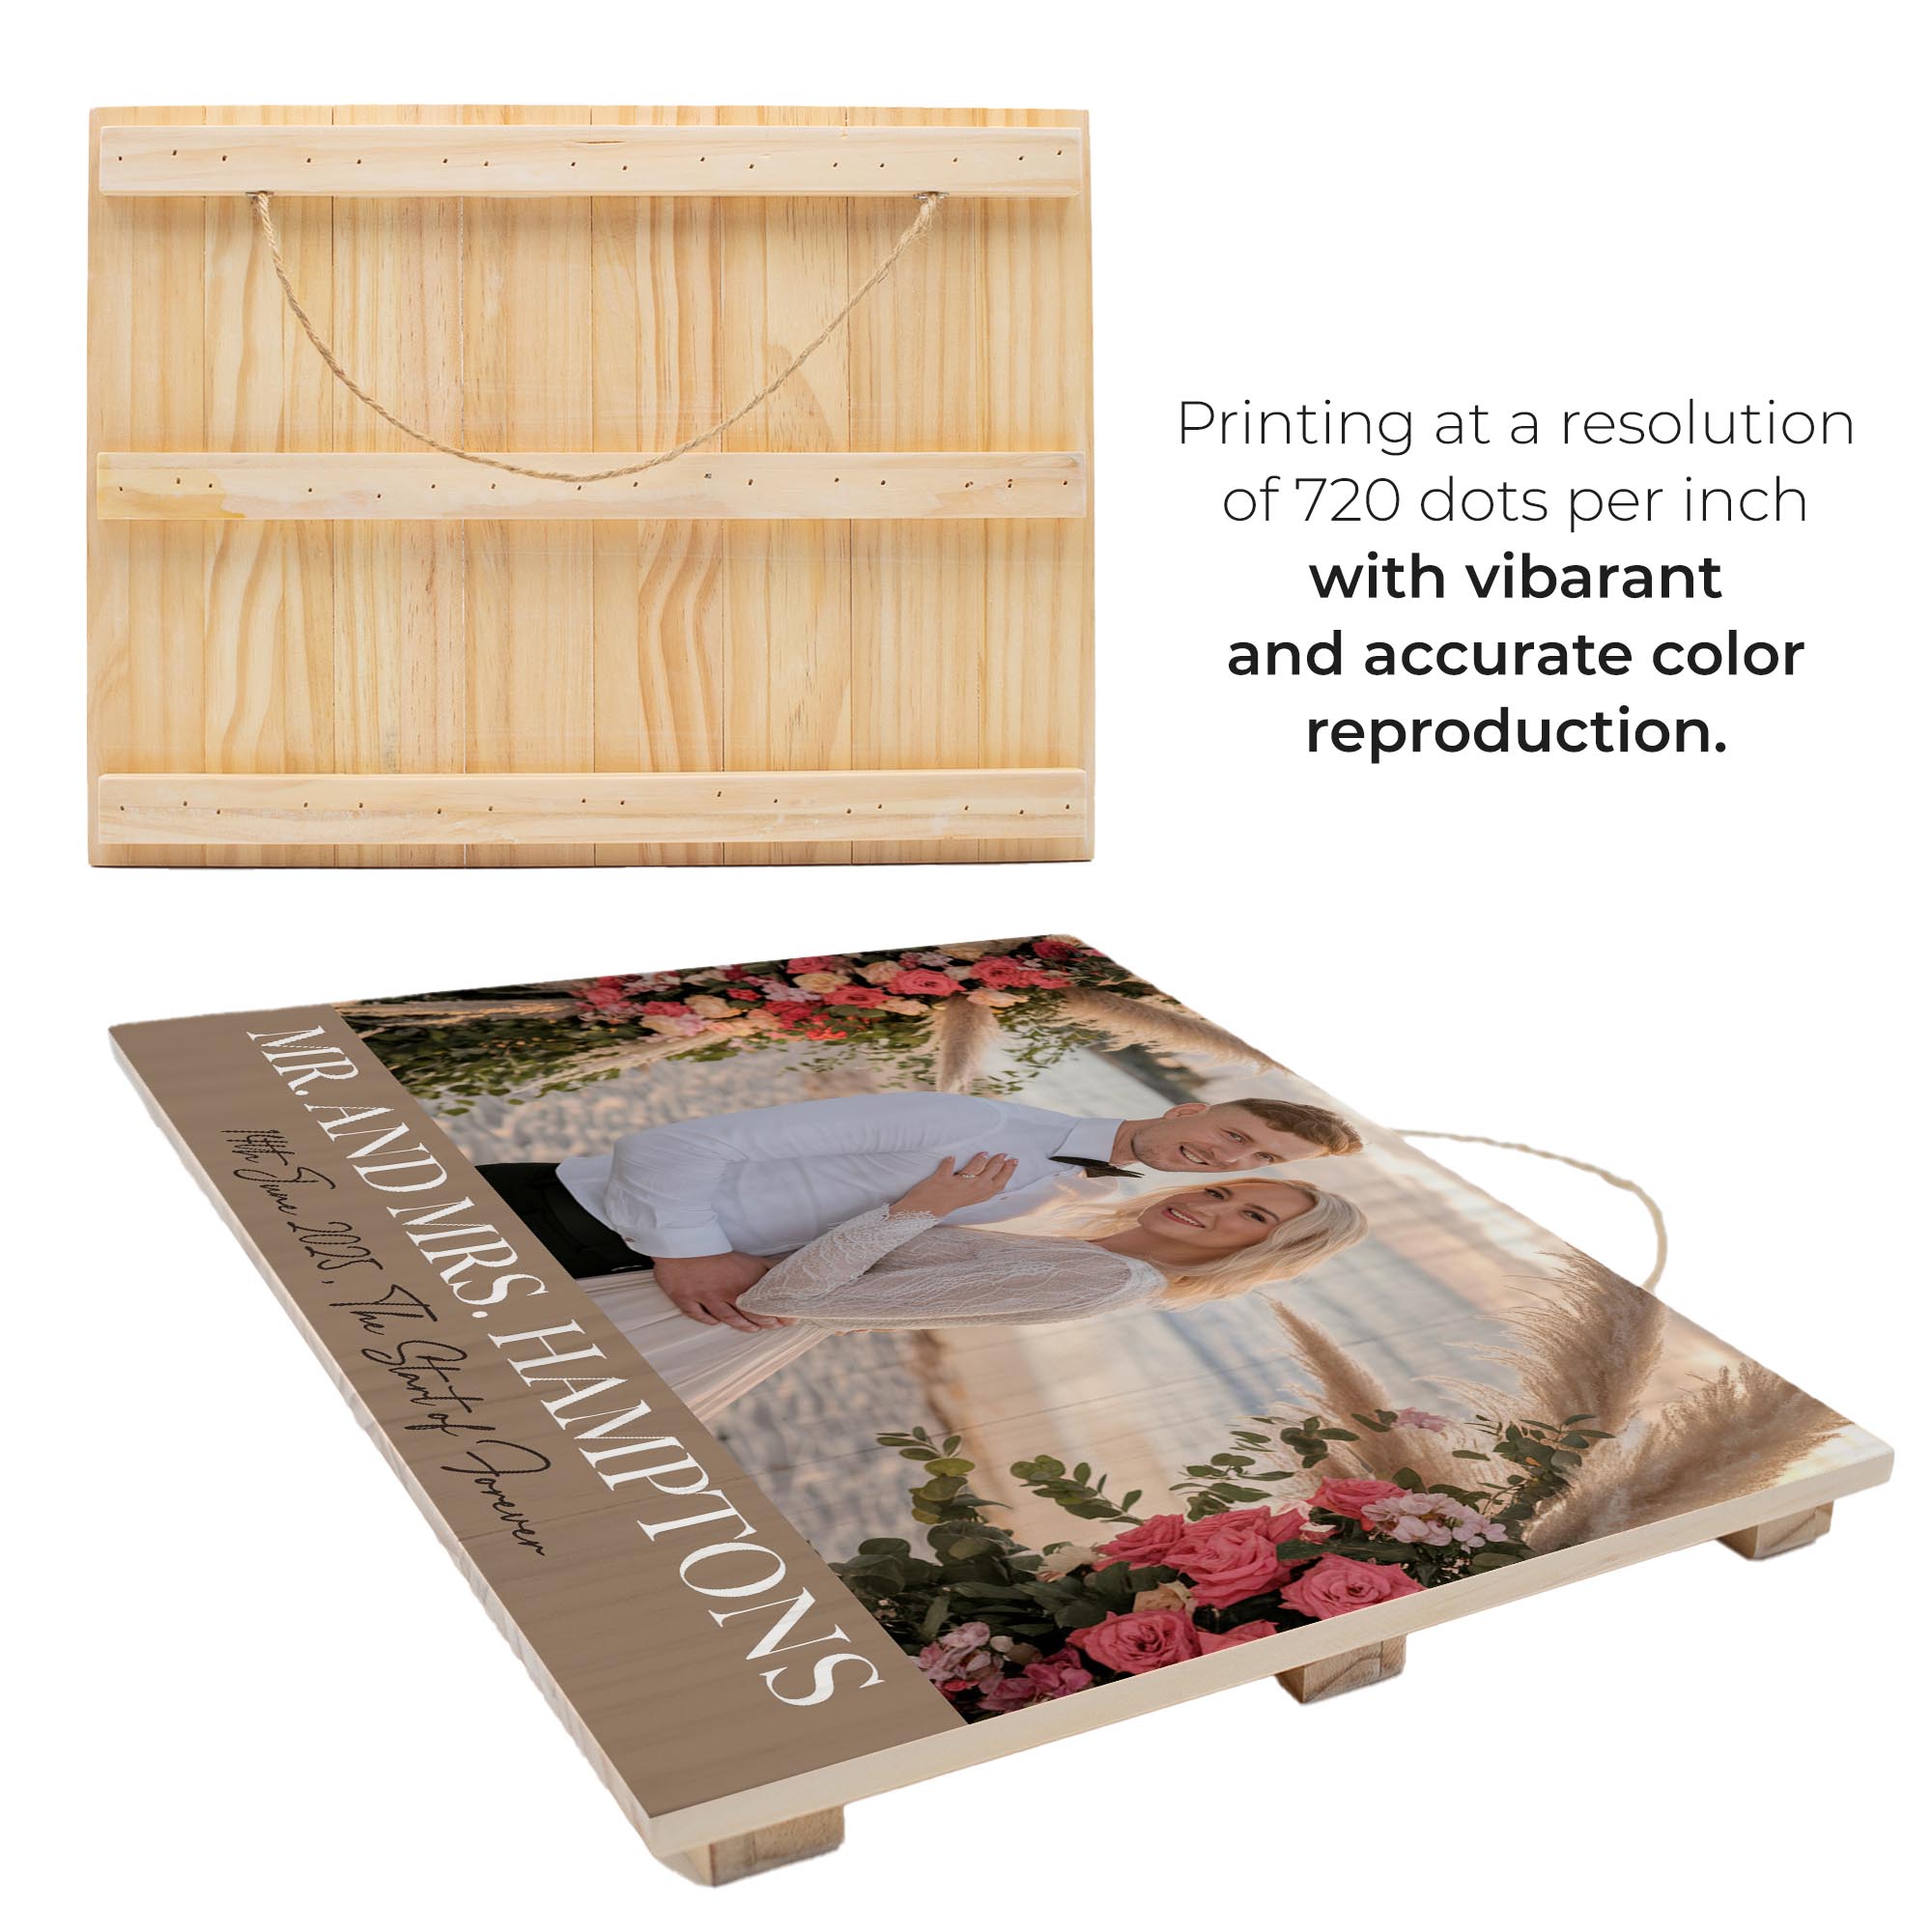 Printing at a resolution
of 720 dots per inch
with vibarant
and accurate color
reproduction.
MR. AND MRS. HAMPTONS
14th June 2025, The Start of Forever